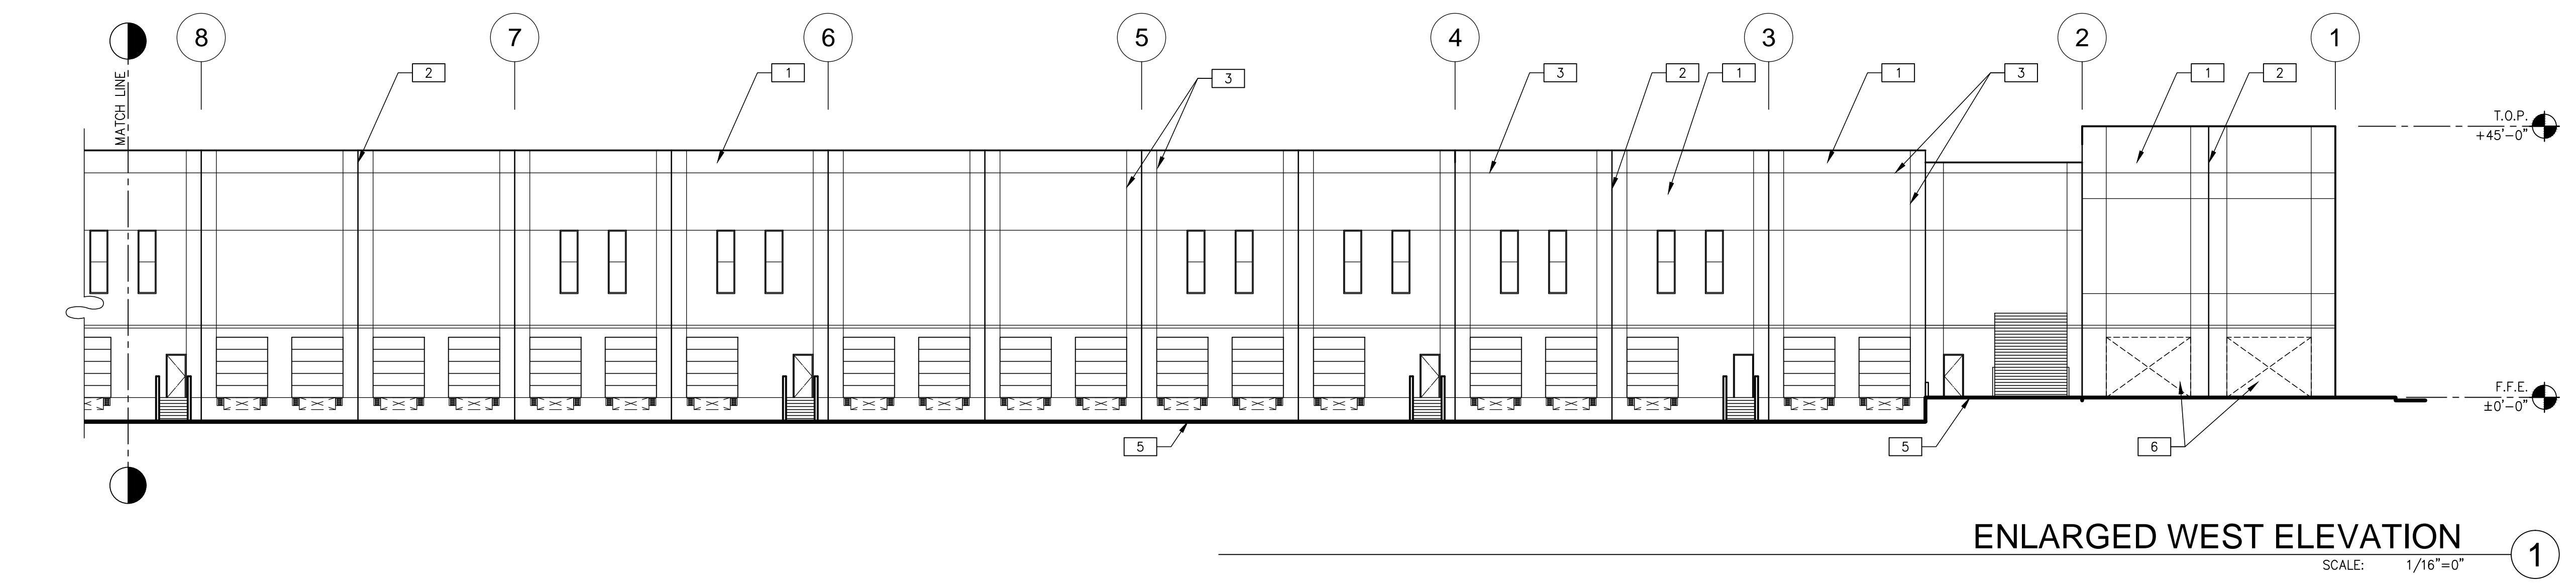 8 7 6 5 4 3 2 1
2 1 3 3 2 1 1 3 1 2
MATCH LINE
T.O.P.
+45'-0"
F.F.E.
±0'-0"
5 5 6
ENLARGED WEST ELEVATION
1
SCALE: 1/16"=0"